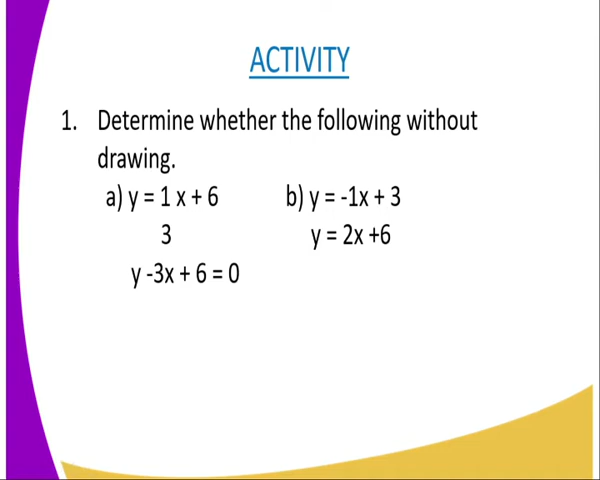 ACTIVITY
1. Determine whether the following without
drawing.
a) y = 1 x + 6 b) y = -1x + 3
3 y = 2x +6
y -3x + 6 = 0